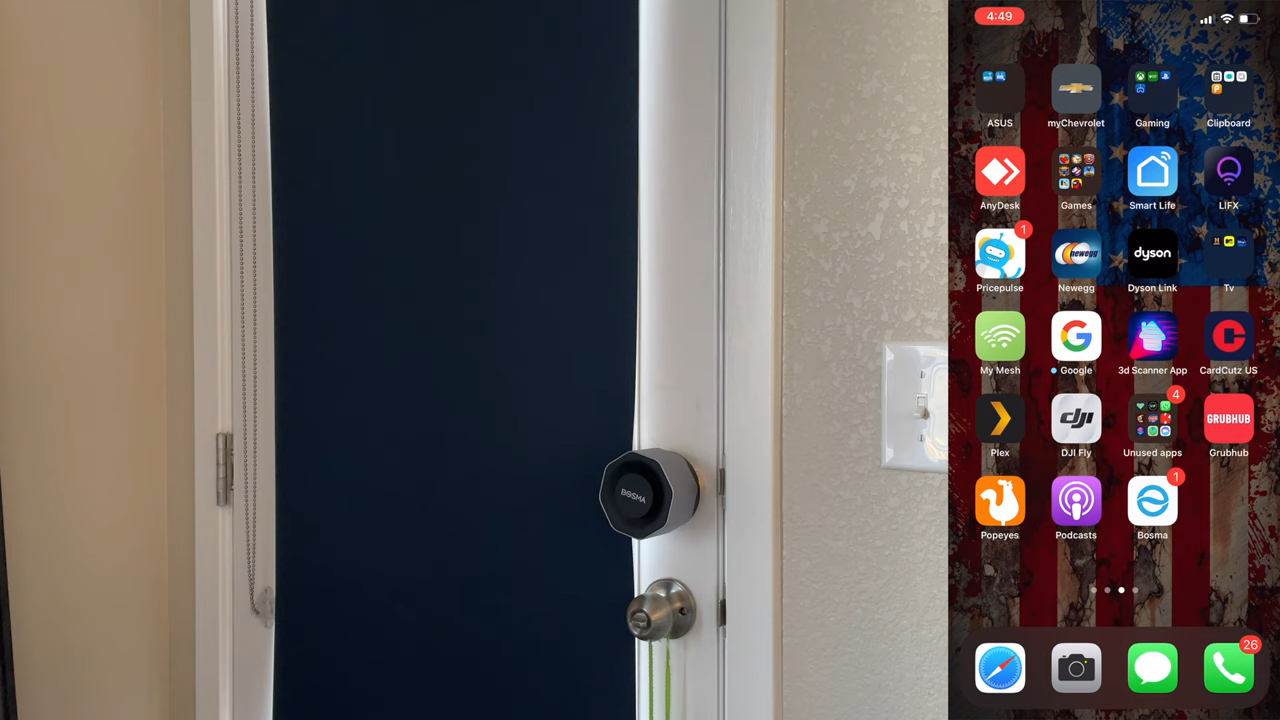 BOSMA
4:49
ASUS
myChevrolet
Gaming
Clipboard
AnyDesk
Games
Smart Life
LIFX
1
newegg
dyson
Pricepulse
Newegg
Dyson Link
Tv
My Mesh
Google
3d Scanner App
CardCutz US
dji
4
GRUBHUB
Plex
DJI Fly
Unused apps
Grubhub
1
Popeyes
Podcasts
Bosma
26